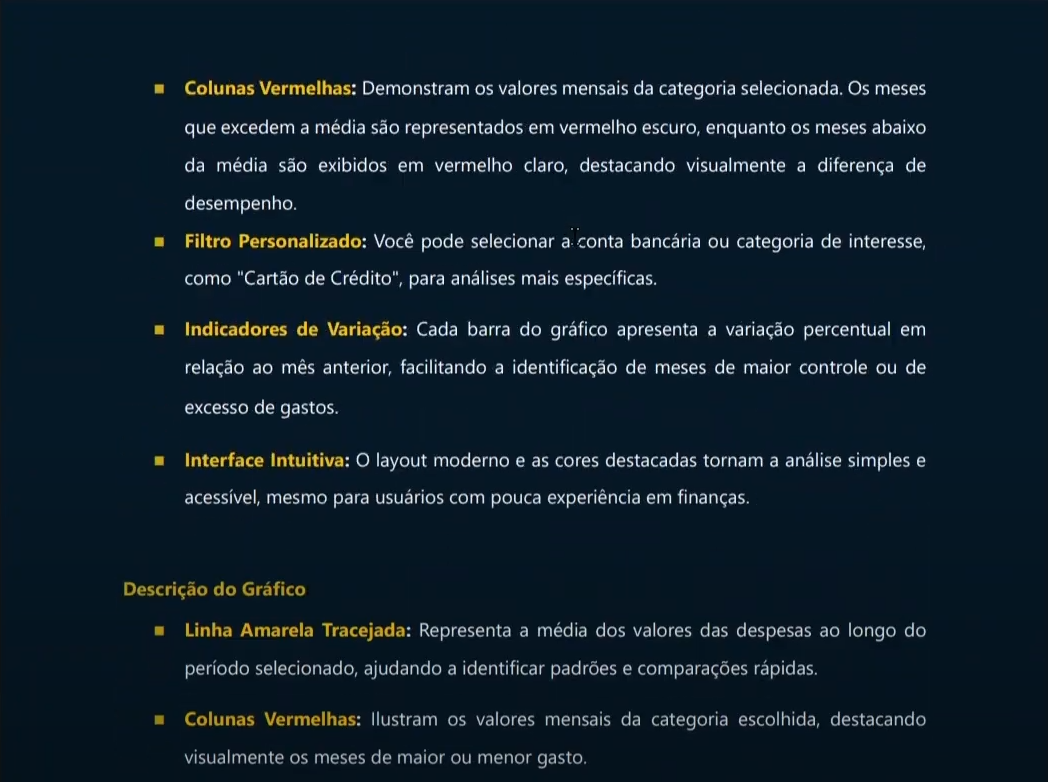 ■ Colunas Vermelhas: Demonstram os valores mensais da categoria selecionada. Os meses
que excedem a média são representados em vermelho escuro, enquanto os meses abaixo
da média são exibidos em vermelho claro, destacando visualmente a diferença de
desempenho.
■ Filtro Personalizado: Você pode selecionar a conta bancária ou categoria de interesse,
como "Cartão de Crédito", para análises mais específicas.
■ Indicadores de Variação: Cada barra do gráfico apresenta a variação percentual em
relação ao mês anterior, facilitando a identificação de meses de maior controle ou de
excesso de gastos.
■ Interface Intuitiva: O layout moderno e as cores destacadas tornam a análise simples e
acessível, mesmo para usuários com pouca experiência em finanças.
Descrição do Gráfico
■ Linha Amarela Tracejada: Representa a média dos valores das despesas ao longo do
período selecionado, ajudando a identificar padrões e comparações rápidas.
■ Colunas Vermelhas: Ilustram os valores mensais da categoria escolhida, destacando
visualmente os meses de maior ou menor gasto.